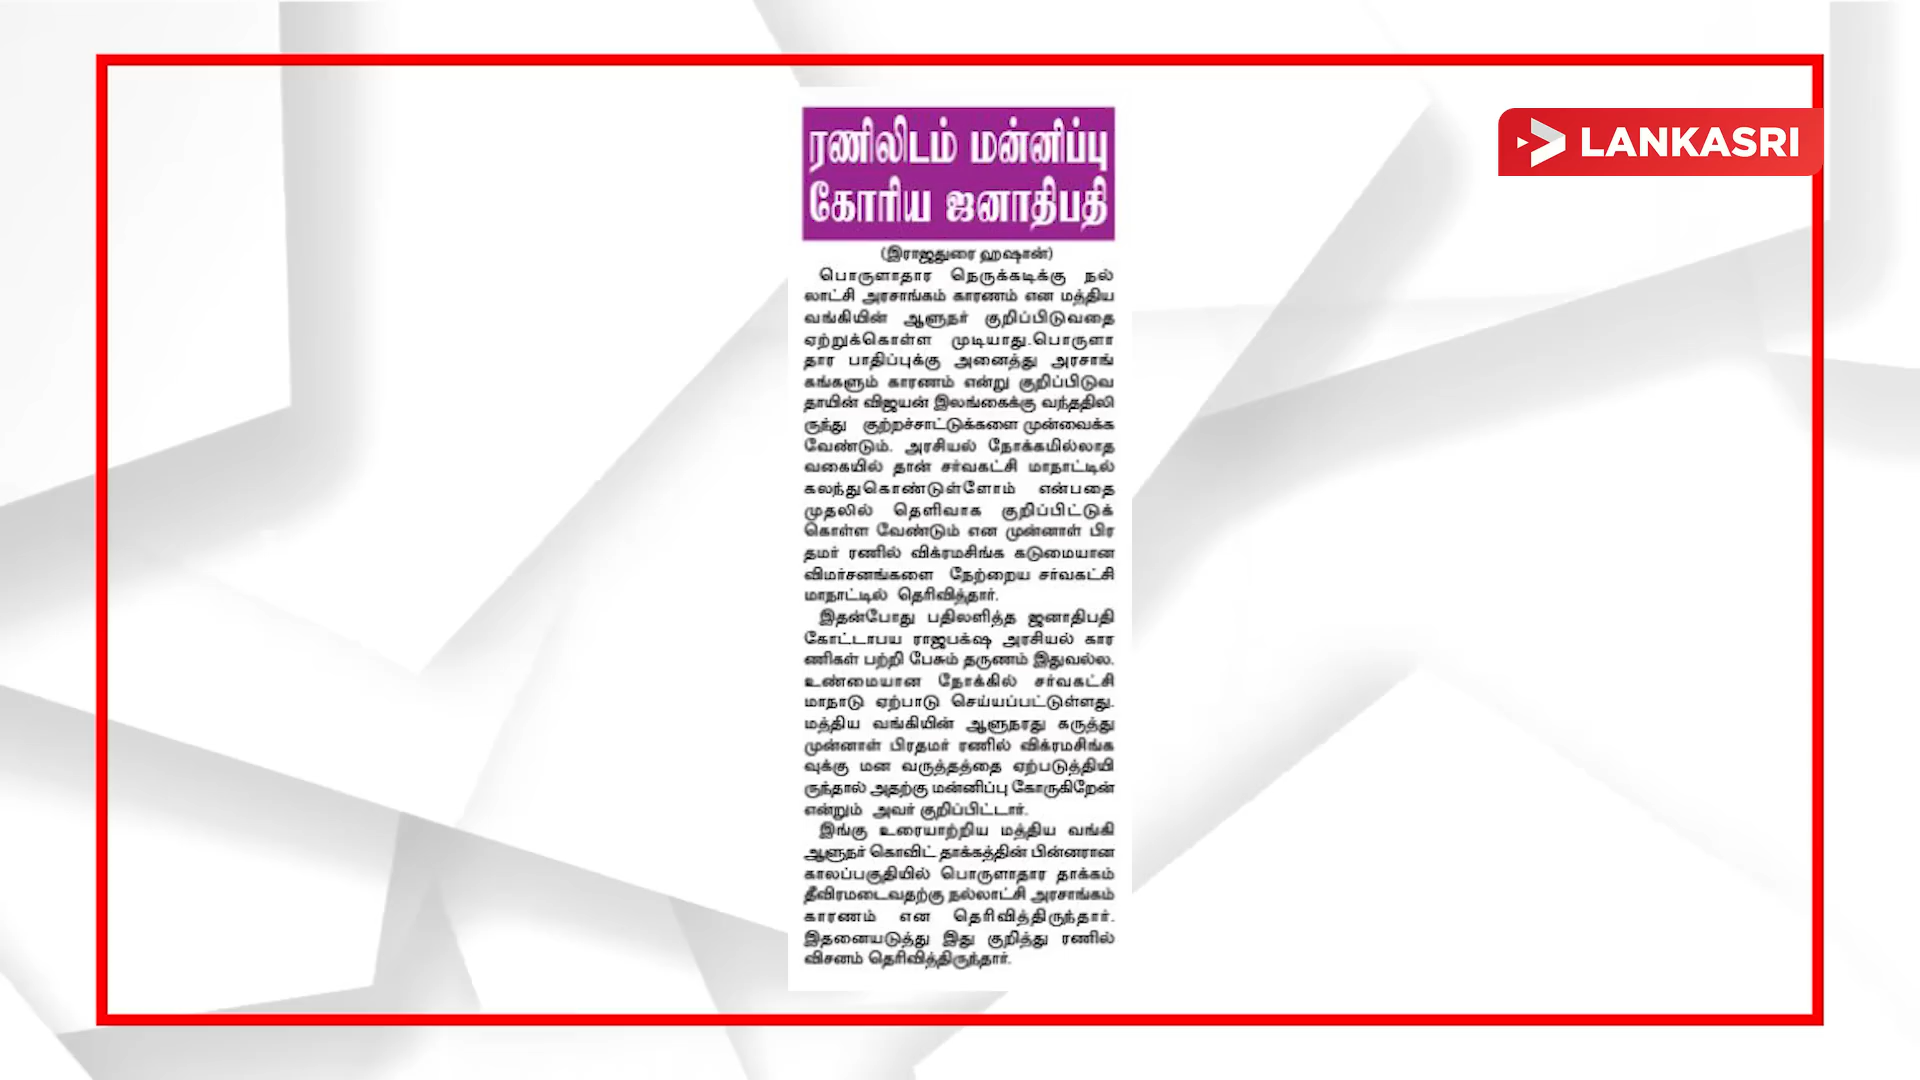 LANKASRI
ரணிலிடம் மன்னிப்பு
கோரிய ஜனாதிபதி
(இராஜதுரை ஹஷான்)
பொருளாதார நெருக்கடிக்கு நல்
லாட்சி அரசாங்கம் காரணம் என மத்திய
வங்கியின் ஆளுநர் குறிப்பிடுவதை
ஏற்றுக்கொள்ள முடியாது.பொருளா
தார பாதிப்புக்கு அனைத்து அரசாங்
கங்களும் காரணம் என்று குறிப்பிடுவ
தாயின் விஜயன் இலங்கைக்கு வந்ததிலி
ருந்து குற்றச்சாட்டுக்களை முன்வைக்க
வேண்டும். அரசியல் நோக்கமில்லாத
வகையில் தான் சர்வகட்சி மாநாட்டில்
கலந்துகொண்டுள்ளோம் என்பதை
முதலில் தெளிவாக குறிப்பிட்டுக்
கொள்ள வேண்டும் என முன்னாள் பிர
தமர் ரணில் விக்ரமசிங்க கடுமையான
விமர்சனங்களை நேற்றைய சர்வகட்சி
மாநாட்டில் தெரிவித்தார்.
இதன்போது பதிலளித்த ஜனாதிபதி
கோட்டாபய ராஜபக்‌ஷ அரசியல் கார
ணிகள் பற்றி பேசும் தருணம் இதுவல்ல.
உண்மையான நோக்கில் சர்வகட்சி
மாநாடு ஏற்பாடு செய்யப்பட்டுள்ளது.
மத்திய வங்கியின் ஆளுநரது கருத்து
முன்னாள் பிரதமர் ரணில் விக்ரமசிங்க
வுக்கு மன வருத்தத்தை ஏற்படுத்தியி
ருந்தால் அதற்கு மன்னிப்பு கோருகிறேன்
என்றும் அவர் குறிப்பிட்டார்.
இங்கு உரையாற்றிய மத்திய வங்கி
ஆளுநர் கொவிட் தாக்கத்தின் பின்னரான
காலப்பகுதியில் பொருளாதார தாக்கம்
தீவிரமடைவதற்கு நல்லாட்சி அரசாங்கம்
காரணம் என தெரிவித்திருந்தார்.
இதனையடுத்து இது குறித்து ரணில்
விசனம் தெரிவித்திருந்தார்.